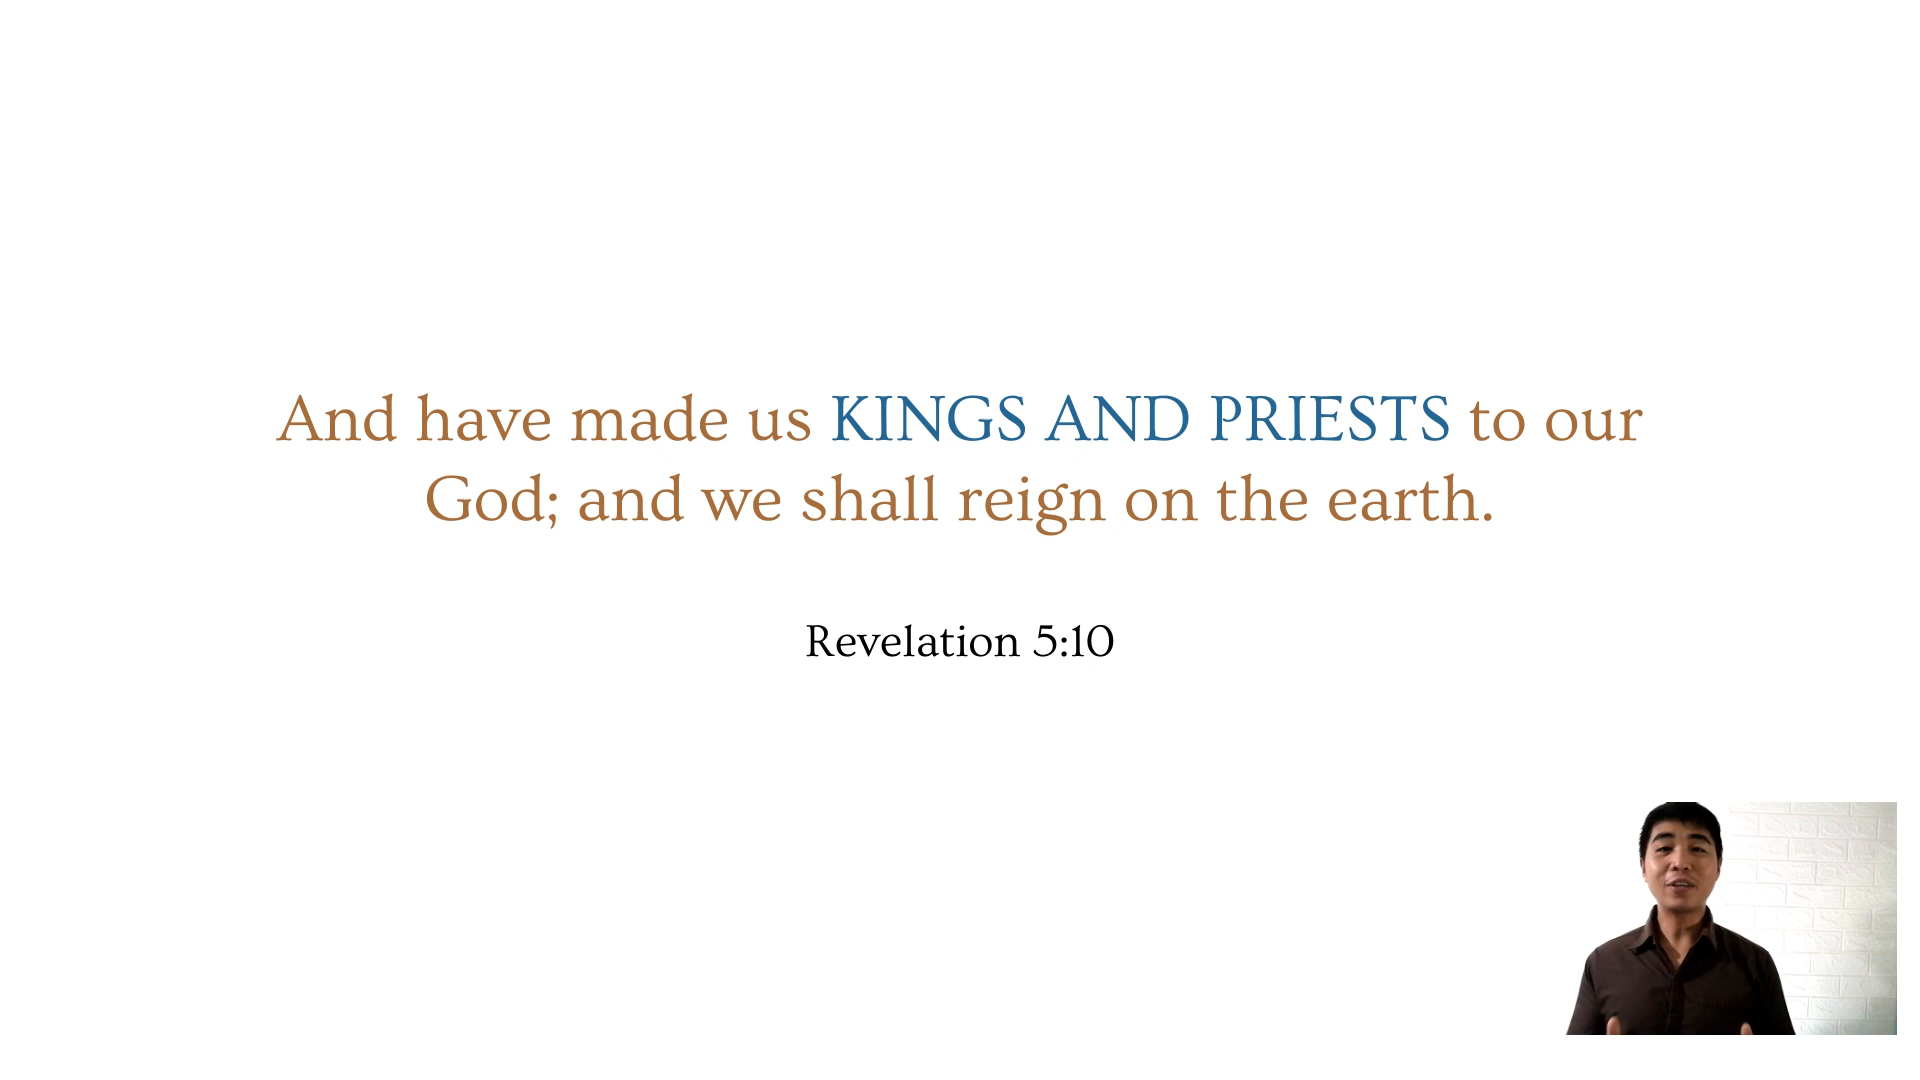 And have made us KINGS AND PRIESTS to our
God; and we shall reign on the earth.
Revelation 5:10